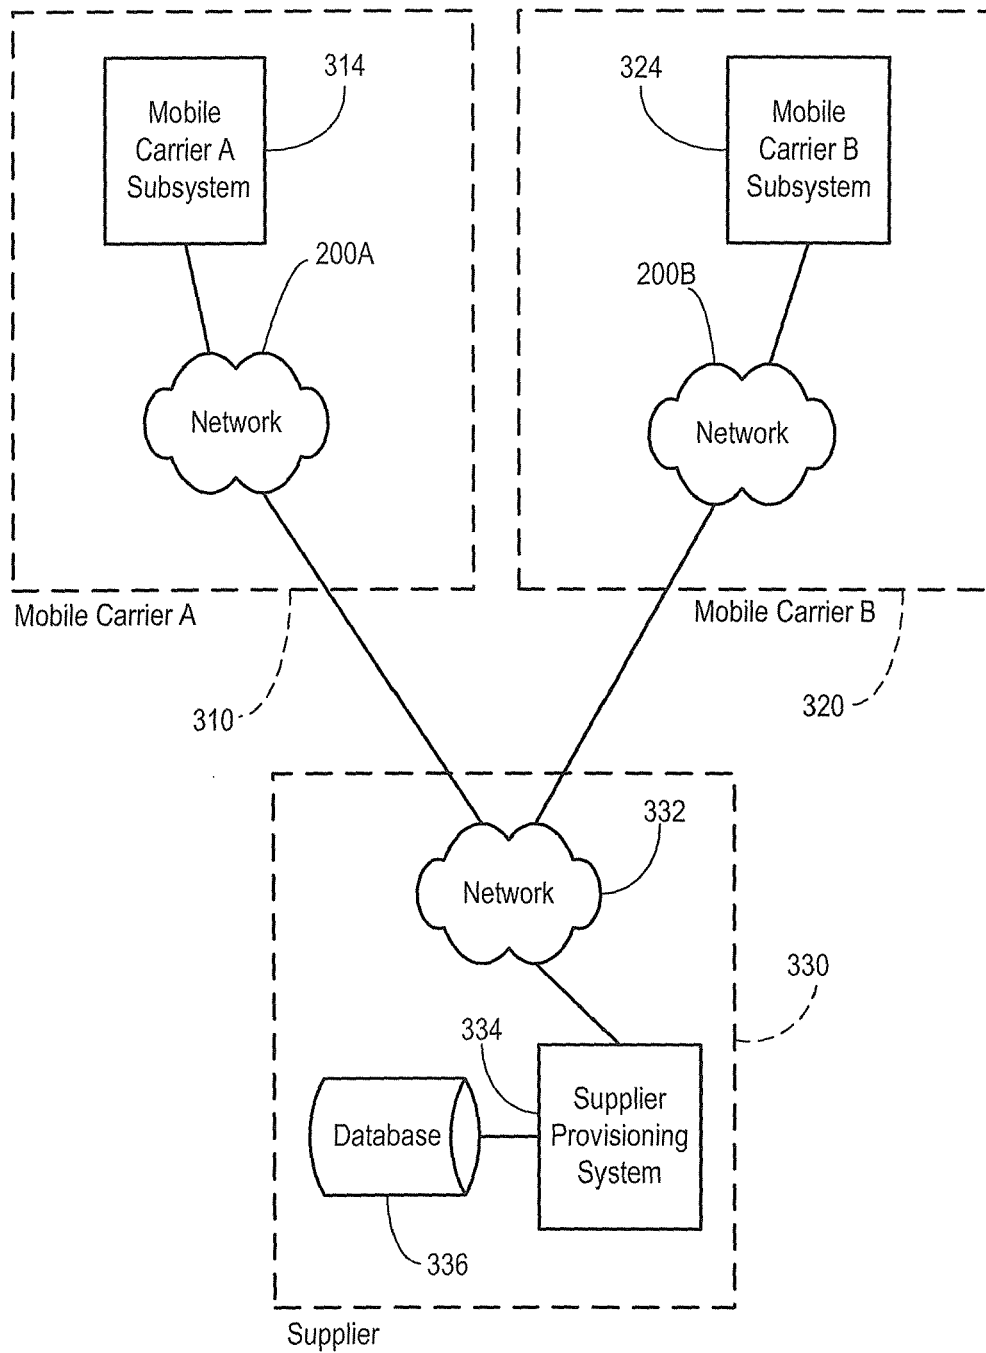 314
Mobile
Carrier A
Subsystem
324
Mobile
Carrier B
Subsystem
200A
200B
Network
Network
Mobile Carrier A
Mobile Carrier B
310
320
332
Network
330
334
Supplier
Provisioning
System
Database
336
Supplier